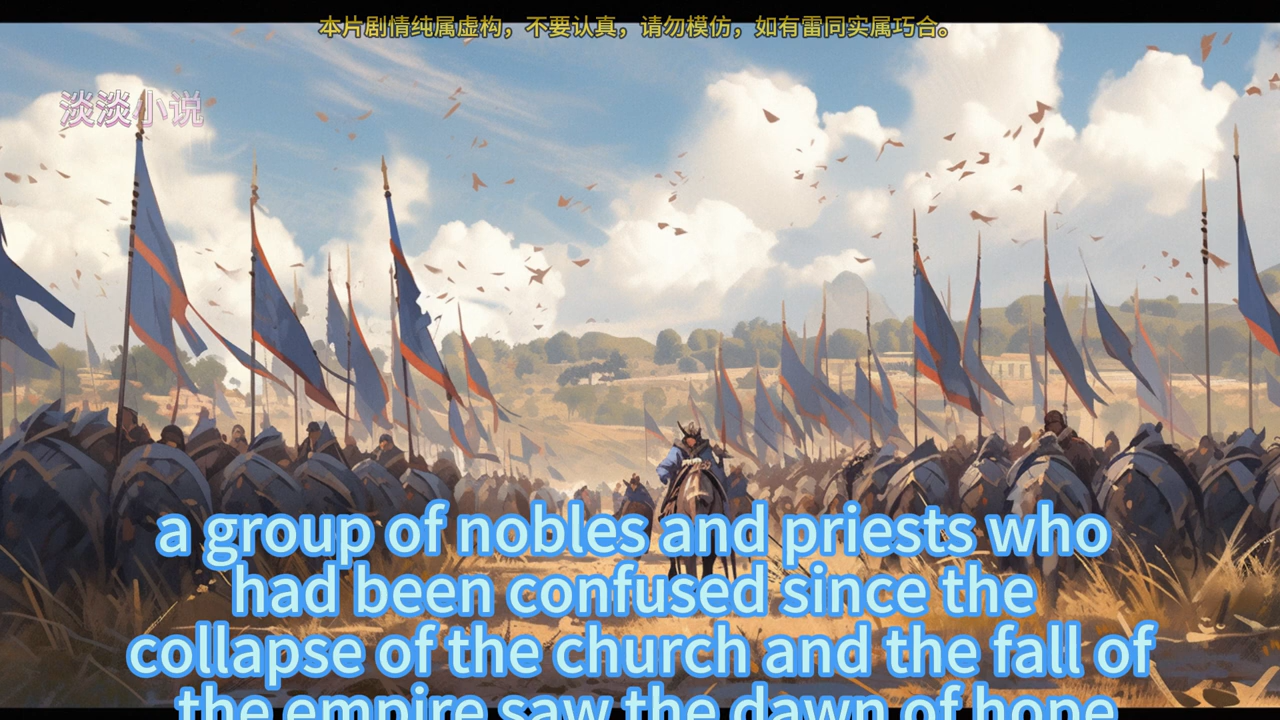 本片剧情纯属虚构，不要认真，请勿模仿，如有雷同实属巧合。
淡淡小说
a group of nobles and priests who
had been confused since the
collapse of the church and the fall of
the empire saw the dawn of hope